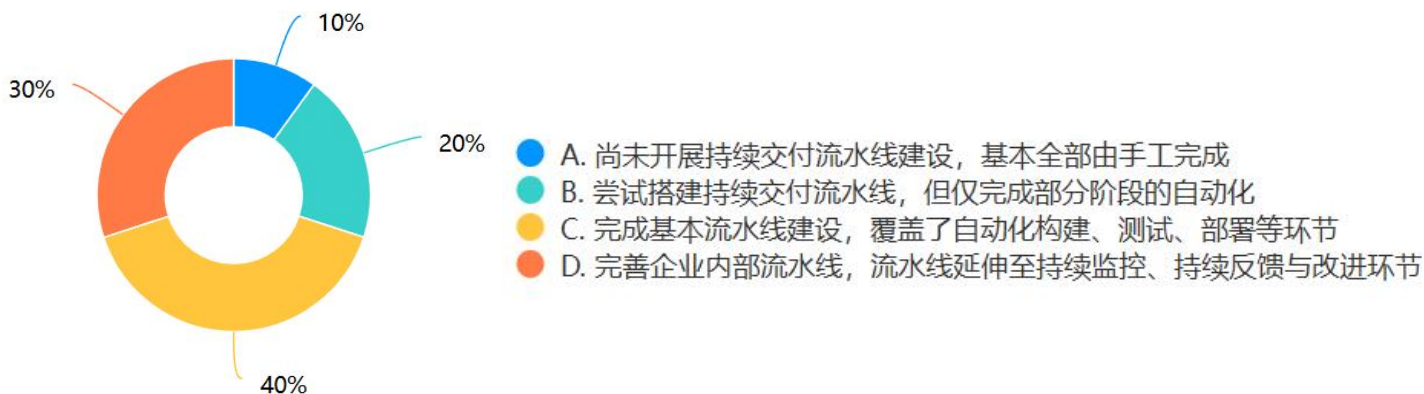 10%
30%
20%
40%
A. 尚未开展持续交付流水线建设，基本全部由手工完成
B. 尝试搭建持续交付流水线，但仅完成部分阶段的自动化
C. 完成基本流水线建设，覆盖了自动化构建、测试、部署等环节
D. 完善企业内部流水线，流水线延伸至持续监控、持续反馈与改进环节